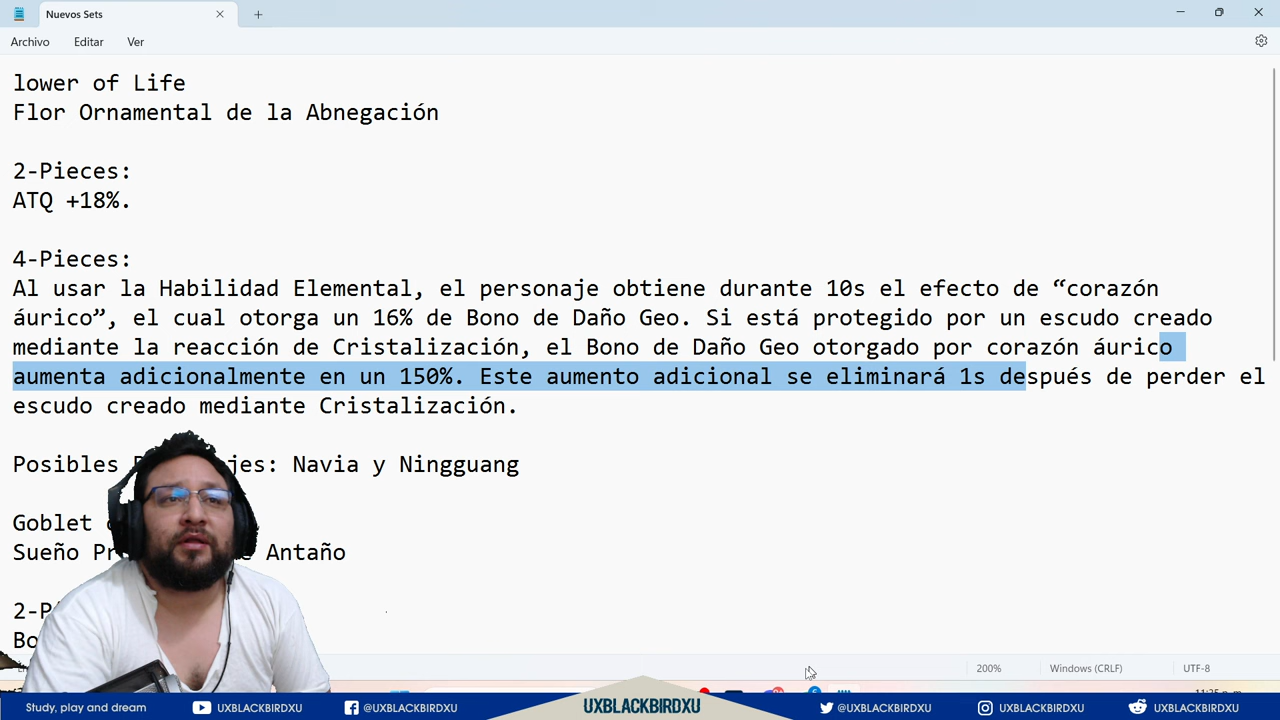 Nuevos Sets
Archivo Editar Ver
lower of Life
Flor Ornamental de la Abnegación
2-Pieces:
ATQ +18%.
4-Pieces:
Al usar la Habilidad Elemental, el personaje obtiene durante 10s el efecto de “corazón
áurico”, el cual otorga un 16% de Bono de Daño Geo. Si está protegido por un escudo creado
mediante la reacción de Cristalización, el Bono de Daño Geo otorgado por corazón áurico
aumenta adicionalmente en un 150%. Este aumento adicional se eliminará 1s después de perder el
escudo creado mediante Cristalización.
Posibles jes: Navia y Ningguang
Goblet
Sueño Antaño
200% Windows (CRLF) UTF-8
Study, play and dream UXBLACKBIRDXU @UXBLACKBIRDXU UXBLACKBIRDXU @UXBLACKBIRDXU UXBLACKBIRDXU UXBLACKBIRDXU